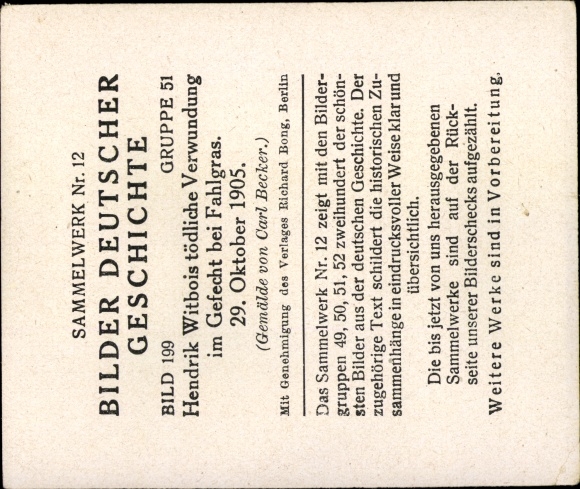 SAMMELWERK Nr. 12
BILDER DEUTSCHER
GESCHICHTE
BILD 199 GRUPPE 51
Hendrik Witbois tödliche Verwundung
im Gefecht bei Fahlgras.
29. Oktober 1905.
(Gemälde von Carl Becker.)
Mit Genehmigung des Verlages Richard Bong, Berlin
Das Sammelwerk Nr. 12 zeigt mit den Bilder-
gruppen 49, 50, 51, 52 zweihundert der schön-
sten Bilder aus der deutschen Geschichte. Der
zugehörige Text schildert die historischen Zu-
sammenhänge in eindrucksvoller Weise klar und
übersichtlich.
Die bis jetzt von uns herausgegebenen
Sammelwerke sind auf der Rück-
seite unserer Bilderschecks aufgezählt.
Weitere Werke sind in Vorbereitung.